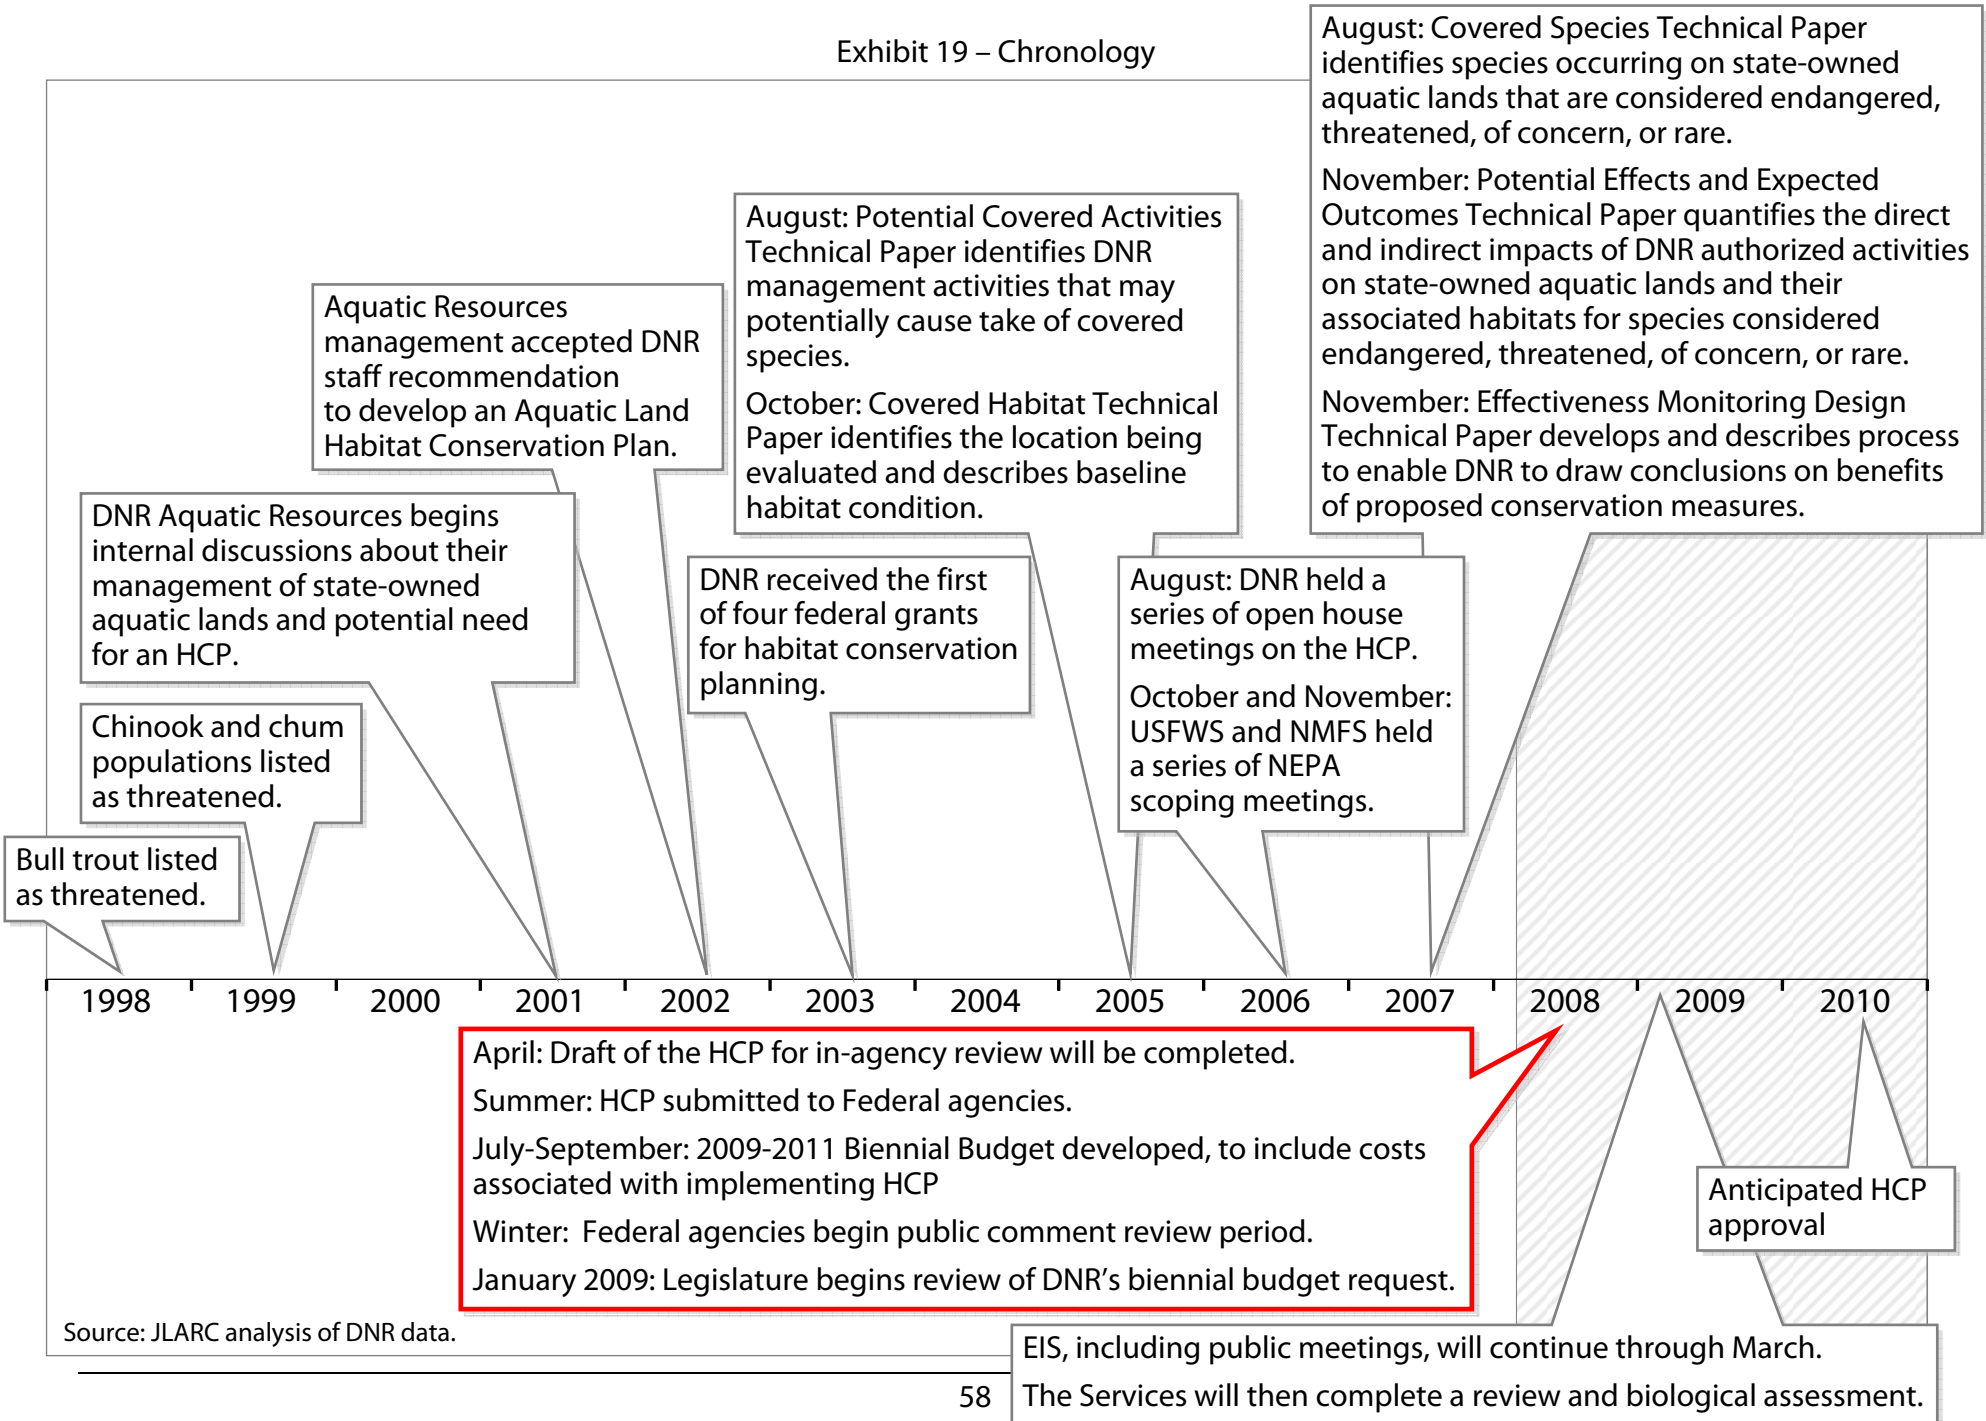 Exhibit 19 – Chronology
Bull trout listed
as threatened.
Chinook and chum
populations listed
as threatened.
DNR Aquatic Resources begins
internal discussions about their
management of state-owned
aquatic lands and potential need
for an HCP.
Aquatic Resources
management accepted DNR
staff recommendation
to develop an Aquatic Land
Habitat Conservation Plan.
DNR received the first
of four federal grants
for habitat conservation
planning.
August: Potential Covered Activities
Technical Paper identifies DNR
management activities that may
potentially cause take of covered
species.
October: Covered Habitat Technical
Paper identifies the location being
evaluated and describes baseline
habitat condition.
August: DNR held a
series of open house
meetings on the HCP.
October and November:
USFWS and NMFS held
a series of NEPA
scoping meetings.
August: Covered Species Technical Paper
identifies species occurring on state-owned
aquatic lands that are considered endangered,
threatened, of concern, or rare.
November: Potential Effects and Expected
Outcomes Technical Paper quantifies the direct
and indirect impacts of DNR authorized activities
on state-owned aquatic lands and their
associated habitats for species considered
endangered, threatened, of concern, or rare.
November: Effectiveness Monitoring Design
Technical Paper develops and describes process
to enable DNR to draw conclusions on benefits
of proposed conservation measures.
1998 1999 2000 2001 2002 2003 2004 2005 2006 2007 2008 2009 2010
April: Draft of the HCP for in-agency review will be completed.
Summer: HCP submitted to Federal agencies.
July-September: 2009-2011 Biennial Budget developed, to include costs
associated with implementing HCP
Winter:  Federal agencies begin public comment review period.
January 2009: Legislature begins review of DNR’s biennial budget request.
Anticipated HCP
approval
EIS, including public meetings, will continue through March.
The Services will then complete a review and biological assessment.
Source: JLARC analysis of DNR data.
58